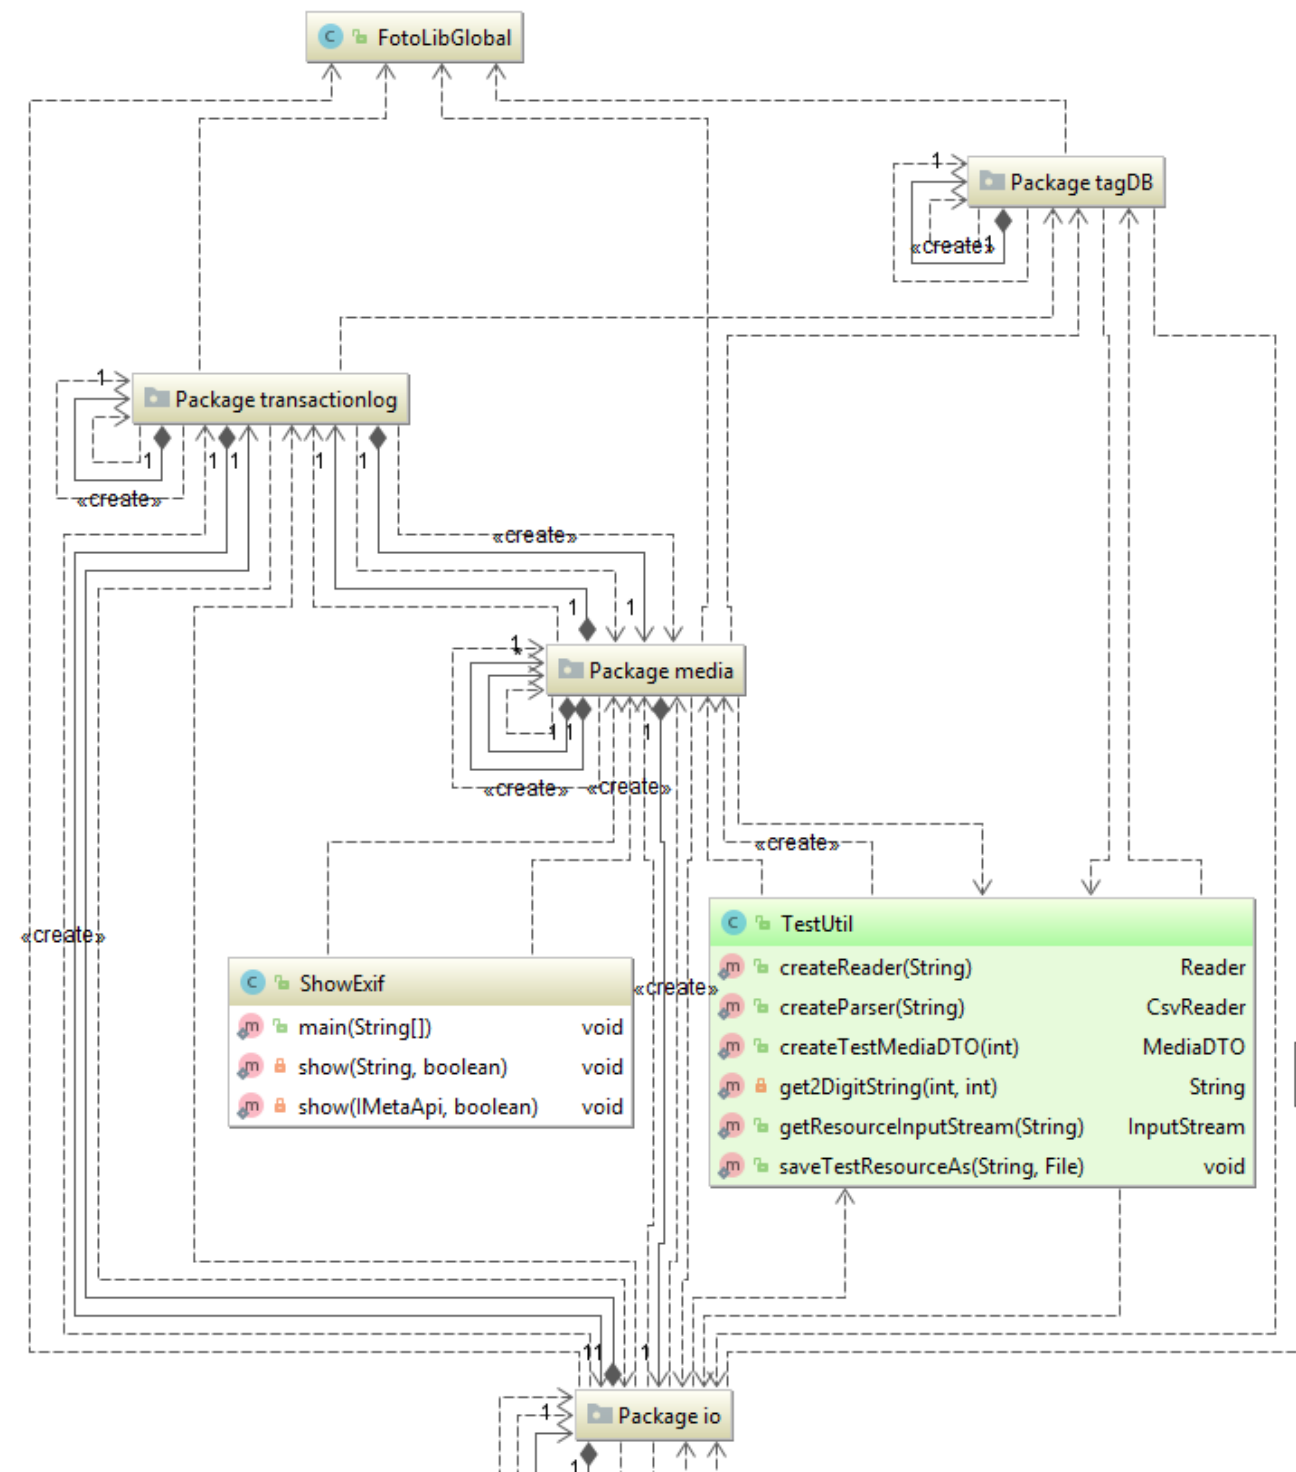 FotoLibGlobal
1
Package tagDB
«create»
1
1
Package transactionlog
1
1
1
1
1
«create»
«create»
1
1
1
*
Package media
1
1
1
«create»
«create»
«create»
TestUtil
createReader(String) Reader
createParser(String) CsvReader
createTestMediaDTO(int) MediaDTO
get2DigitString(int, int) String
getResourceInputStream(String) InputStream
saveTestResourceAs(String, File) void
«create»
ShowExif
main(String[]) void
show(String, boolean) void
show(IMetaApi, boolean) void
«create»
1
1
1
1
Package io
1